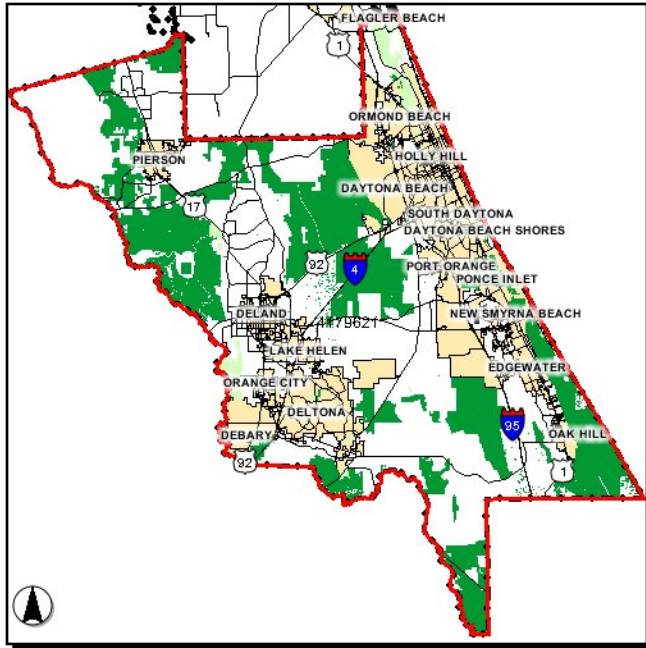 FLAGLER BEACH
1
ORMOND BEACH
HOLLY HILL
PIERSON
DAYTONA BEACH
17
SOUTH DAYTONA
DAYTONA BEACH SHORES
92
4
PORT ORANGE
PONCE INLET
DELAND
4179621
NEW SMYRNA BEACH
LAKE HELEN
EDGEWATER
ORANGE CITY
DELTONA
95
DEBARY
OAK HILL
92
1